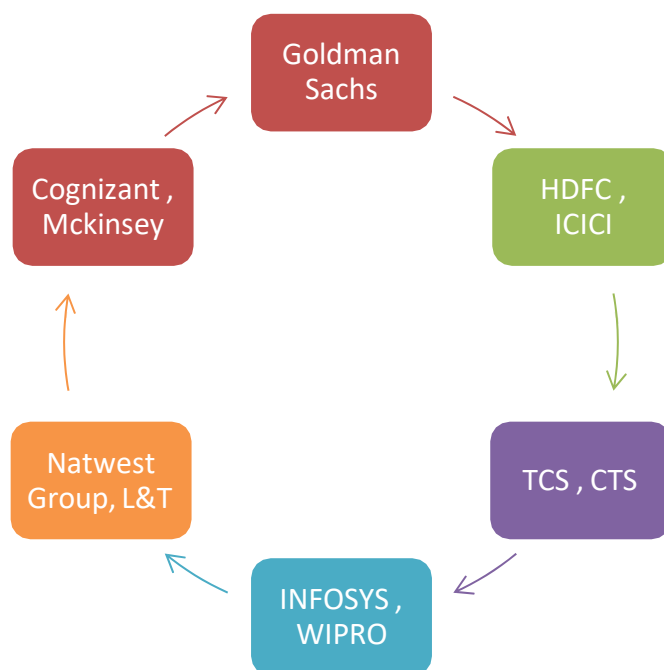 Goldman
Sachs
HDFC ,
ICICI
TCS , CTS
INFOSYS ,
WIPRO
Natwest
Group, L&T
Cognizant ,
Mckinsey